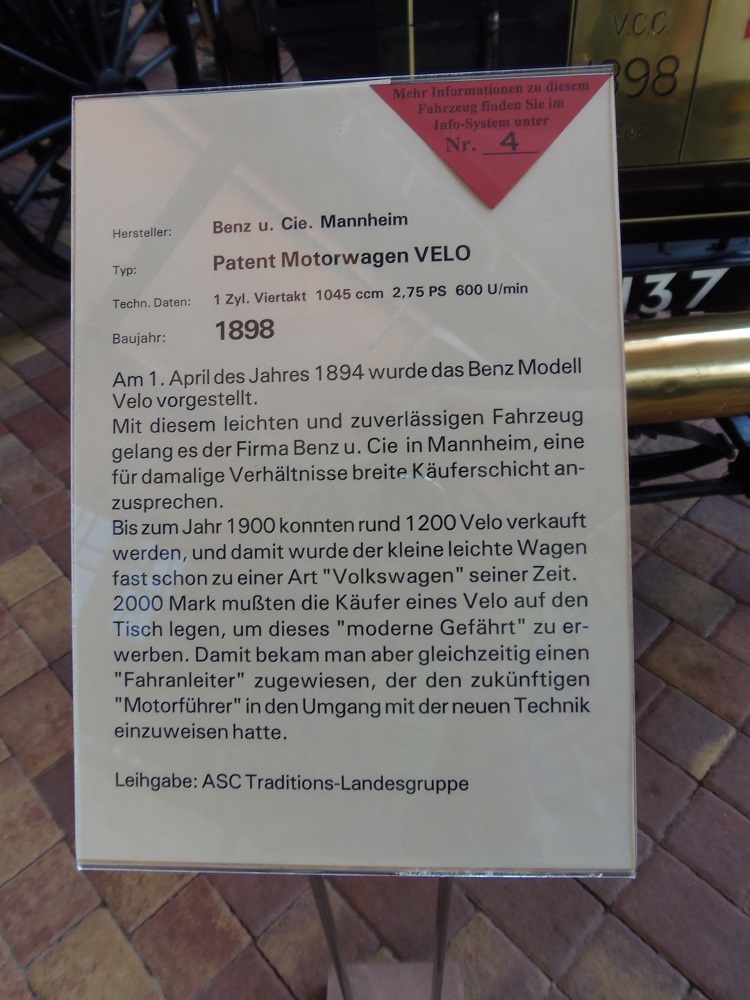 V.C.C.
898
Mehr Informationen zu diesem
Fahrzeug finden Sie im
Info-System unter
Nr. 4
137
Hersteller: Benz u. Cie. Mannheim
Typ: Patent Motorwagen VELO
Techn. Daten: 1 Zyl. Viertakt 1045 ccm 2,75 PS 600 U/min
Baujahr: 1898
Am 1. April des Jahres 1894 wurde das Benz Modell
Velo vorgestellt.
Mit diesem leichten und zuverlässigen Fahrzeug
gelang es der Firma Benz u. Cie in Mannheim, eine
für damalige Verhältnisse breite Käuferschicht an-
zusprechen.
Bis zum Jahr 1900 konnten rund 1200 Velo verkauft
werden, und damit wurde der kleine leichte Wagen
fast schon zu einer Art "Volkswagen" seiner Zeit.
2000 Mark mußten die Käufer eines Velo auf den
Tisch legen, um dieses "moderne Gefährt" zu er-
werben. Damit bekam man aber gleichzeitig einen
"Fahranleiter" zugewiesen, der den zukünftigen
"Motorführer" in den Umgang mit der neuen Technik
einzuweisen hatte.
Leihgabe: ASC Traditions-Landesgruppe